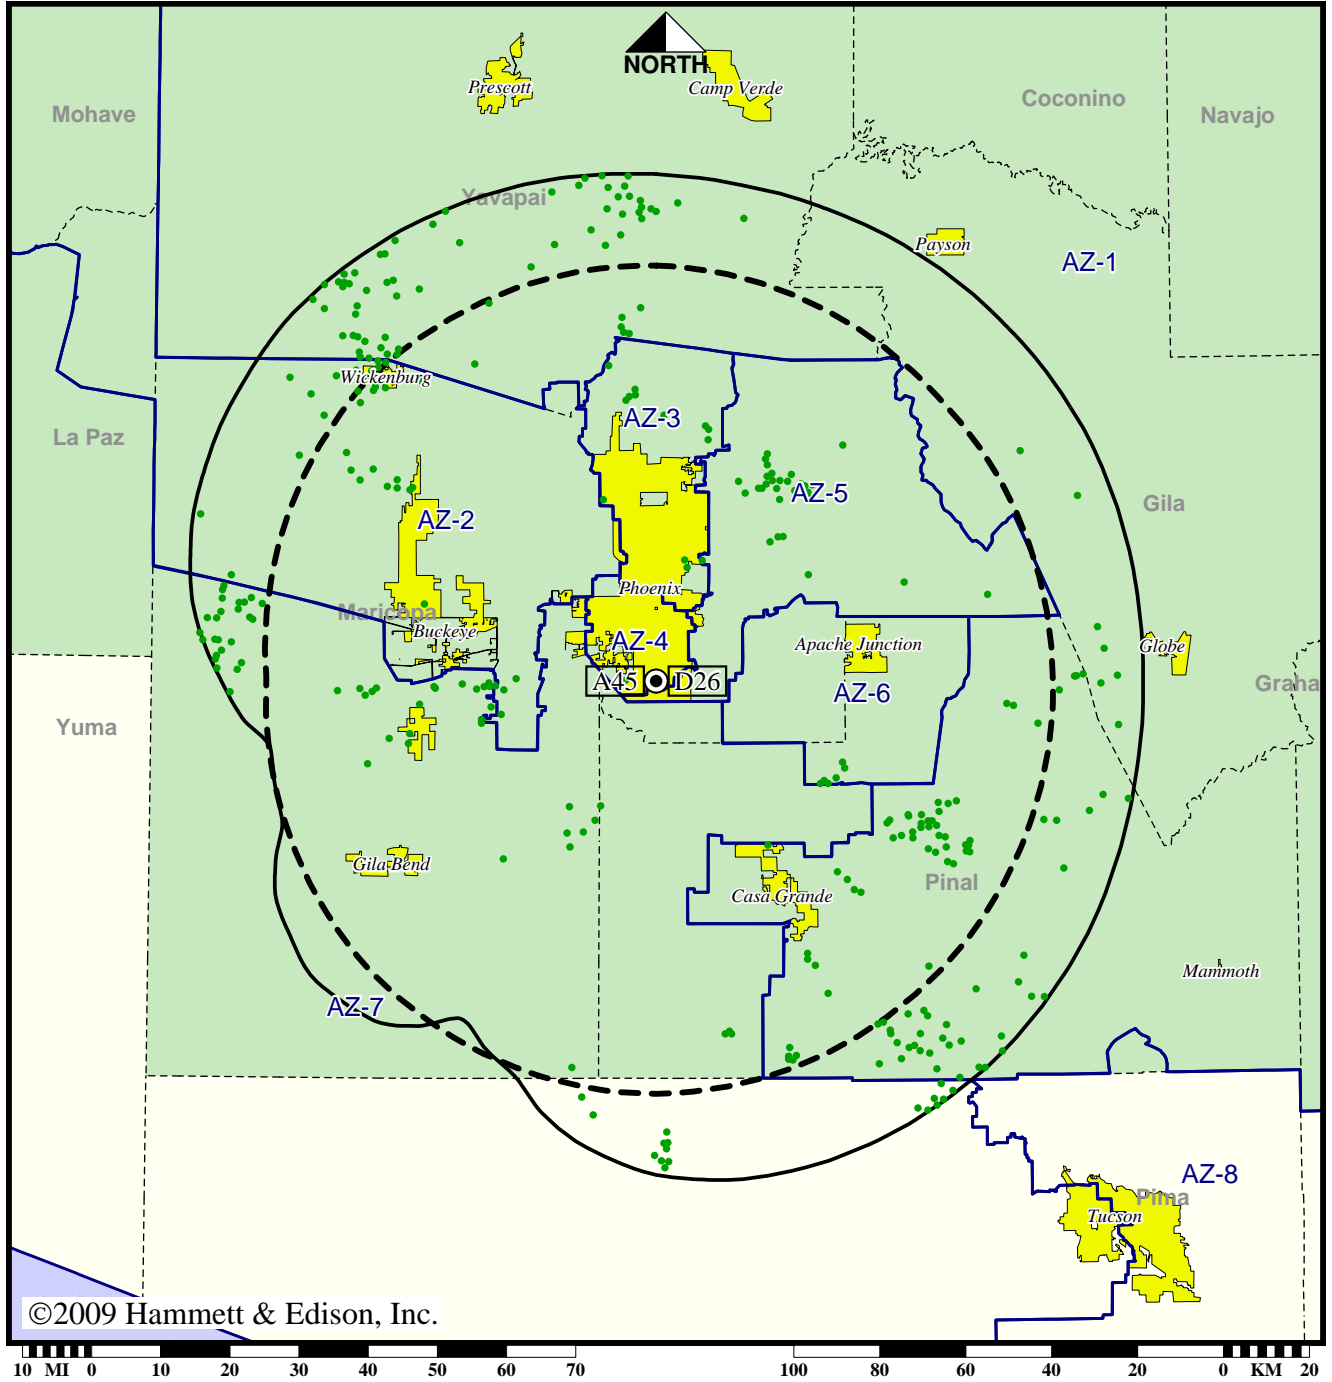 NORTH
Prescott
Camp Verde
Coconino
Mohave
Navajo
Yavapai
Payson
AZ-1
Wickenburg
AZ-3
La Paz
AZ-5
Gila
AZ-2
Phoenix
Maricopa
Buckeye
AZ-4
Apache Junction
Globe
A45
D26
AZ-6
Graha
Yuma
Gila Bend
Casa Grande
Pinal
Mammoth
AZ-7
AZ-8
Pima
Tucson
©2009 Hammett & Edison, Inc.
10 MI 0 10 20 30 40 50 60 70 100 80 60 40 20 0 KM 20